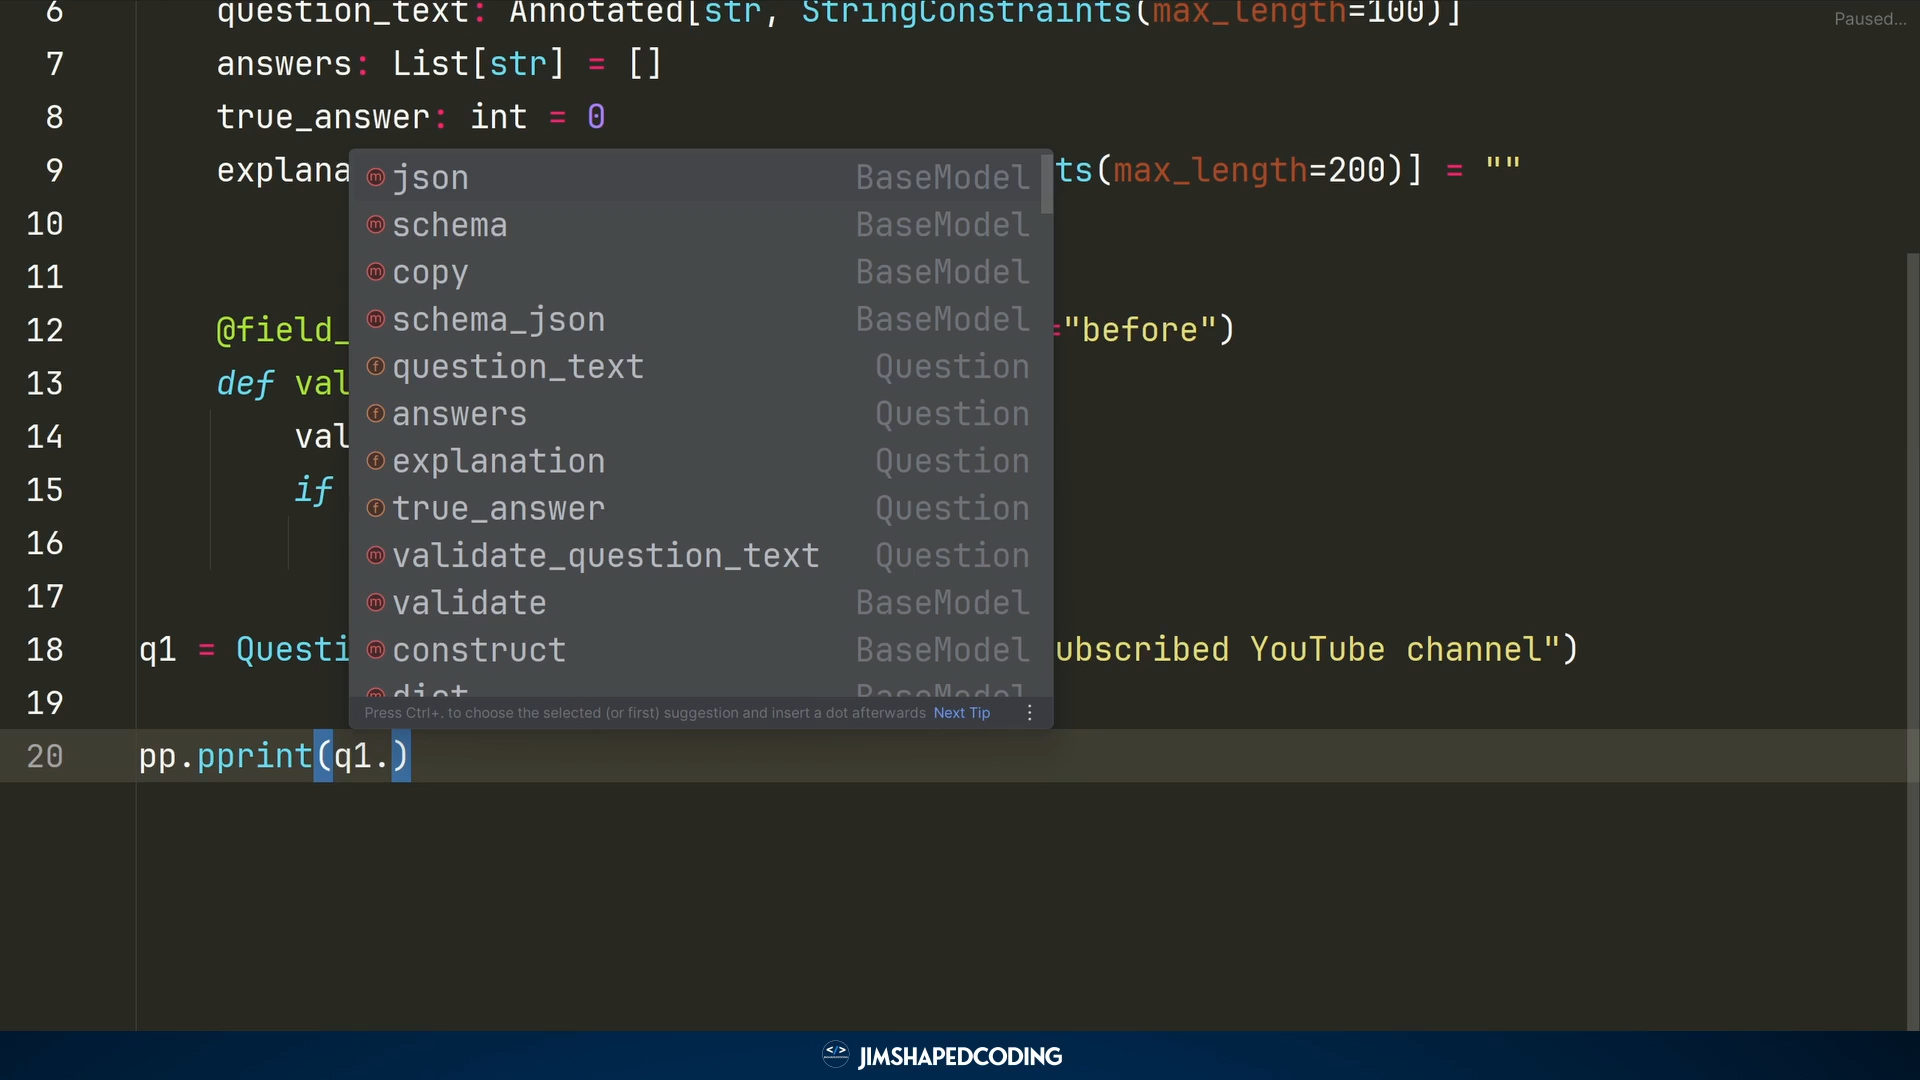 6 question_text: Annotated[str, StringConstraints(max_length=100)]
Paused...
7 answers: List[str] = []
8 true_answer: int = 0
9 explana ts(max_length=200)] = ""
json BaseModel
10
schema BaseModel
copy BaseModel
11
schema_json BaseModel
12 @field_ ="before")
question_text Question
13 def val
answers Question
14 val
explanation Question
15 if
true_answer Question
16
validate_question_text Question
17
validate BaseModel
18 q1 = Questi ubscribed YouTube channel")
construct BaseModel
19
dict BaseModel
Press Ctrl+. to choose the selected (or first) suggestion and insert a dot afterwards Next Tip
20 pp.pprint(q1.)
JIMSHAPEDCODING